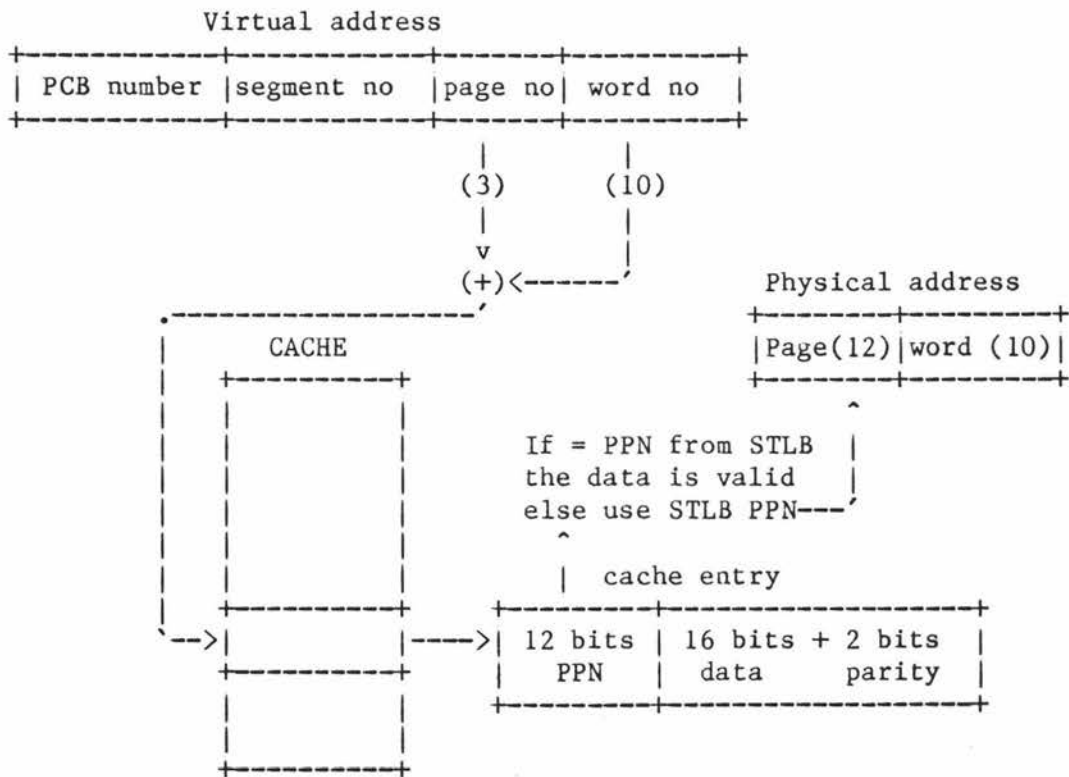 Virtual address
PCB number segment no page no word no
(3) (10)
v
(+)
Physical address
Page(12) word (10)
CACHE
If = PPN from STLB
the data is valid
else use STLB PPN
cache entry
12 bits 16 bits + 2 bits
PPN data parity